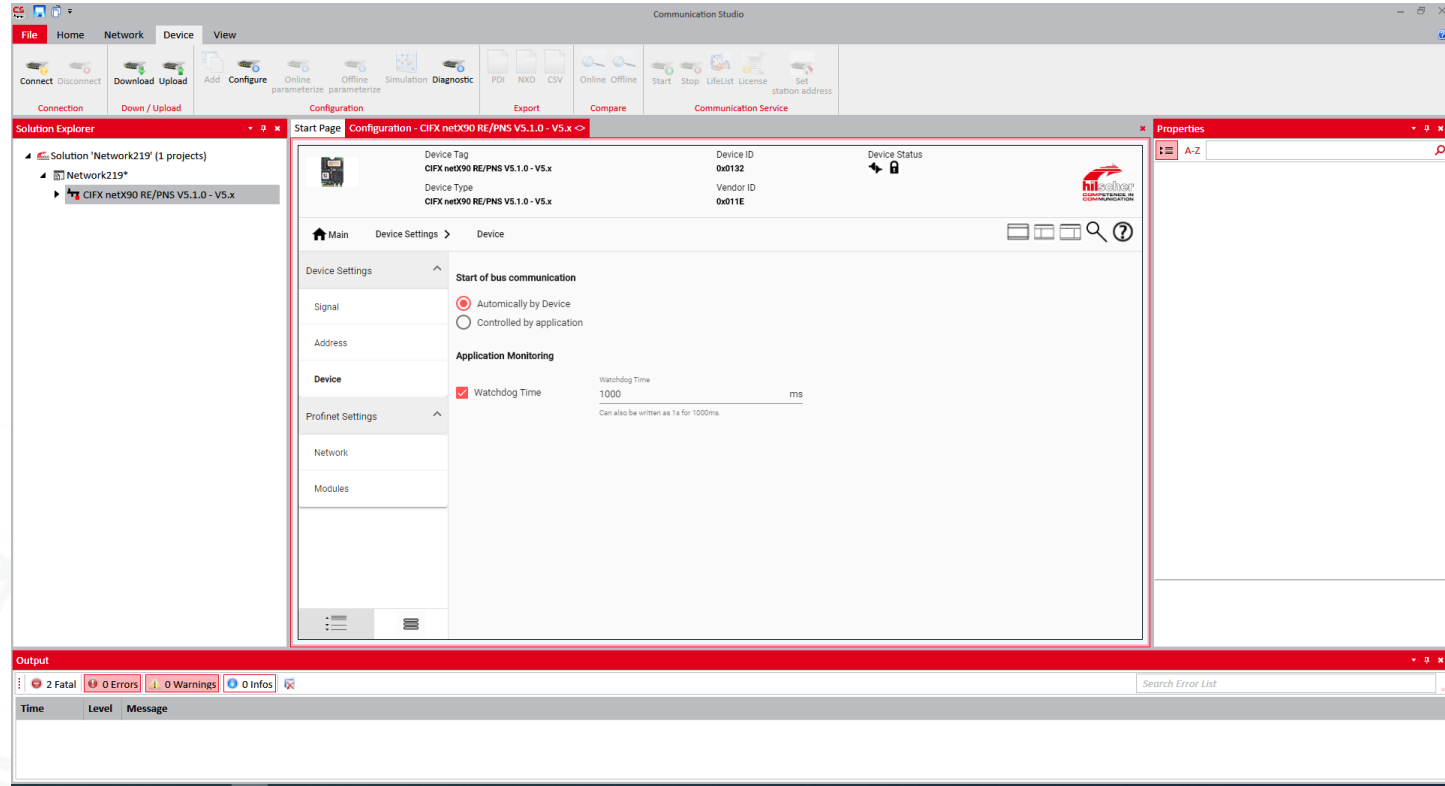 Communication Studio
File Home Network Device View
Connect Disconnect Download Upload Add Configure Online parameterize Offline parameterize Simulation Diagnostic PDI NXD CSV Online Offline Start Stop LifeList License Set station address
Connection Down / Upload Configuration Export Compare Communication Service
Solution Explorer
Start Page Configuration - CIFX netX90 RE/PNS V5.1.0 - V5.x <>
Properties
Solution 'Network219' (1 projects)
Network219*
CIFX netX90 RE/PNS V5.1.0 - V5.x
A-Z
Device Tag Device ID Device Status
CIFX netX90 RE/PNS V5.1.0 - V5.x 0x0132
Device Type Vendor ID
CIFX netX90 RE/PNS V5.1.0 - V5.x 0x011E
hilscher
COMPETENCE IN
COMMUNICATION
Main Device Settings > Device
Device Settings
Signal
Address
Device
Profinet Settings
Network
Modules
Start of bus communication
Automically by Device
Controlled by application
Application Monitoring
Watchdog Time
Watchdog Time
1000 ms
Can also be written as 1s for 1000ms.
Output
2 Fatal 0 Errors 0 Warnings 0 Infos Search Error List
Time Level Message